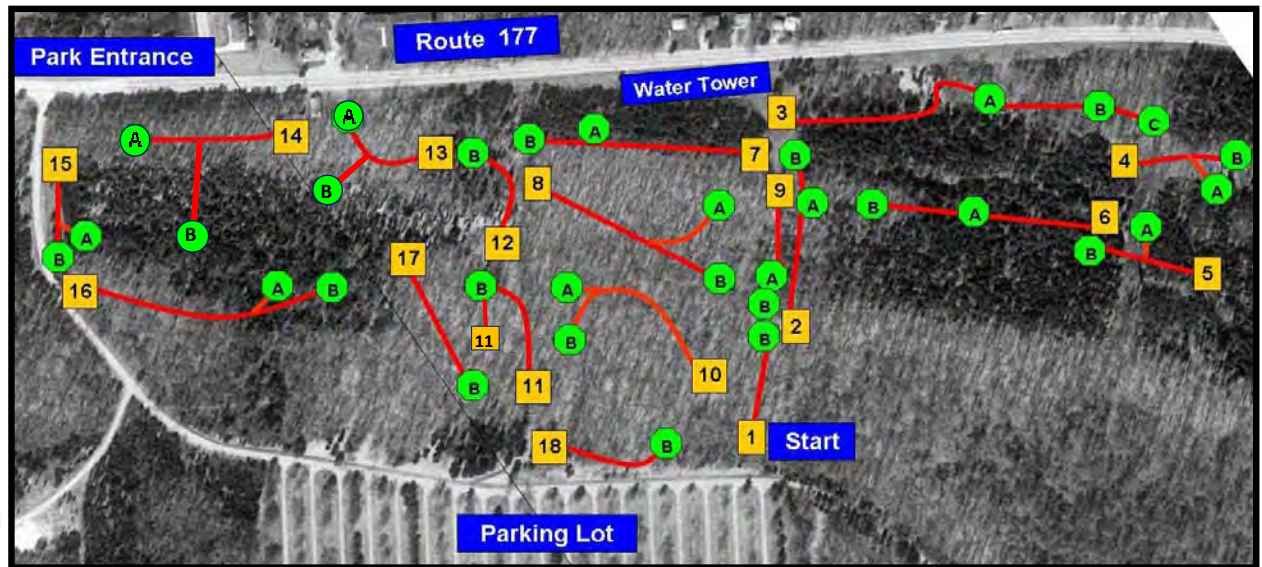 Route 177
Park Entrance
Water Tower
3
A
B
C
A
14
A
B
A
13
B
B
7
B
4
B
15
8
9
A
B
A
A
B
A
6
A
B
A
B
12
B
5
17
B
A
B
16
A
B
B
A
B
2
11
B
B
10
B
11
1
Start
18
B
Parking Lot